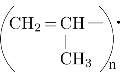 (CH₂ = CH —)•
CH₃
n